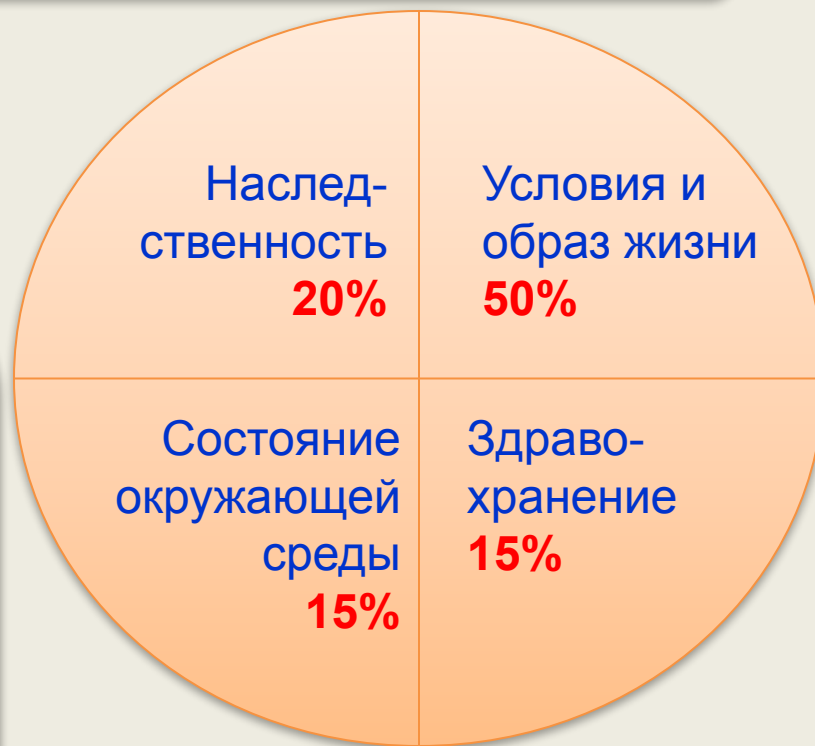 Наслед-
ственность
20%
Условия и
образ жизни
50%
Состояние
окружающей
среды
15%
Здраво-
хранение
15%